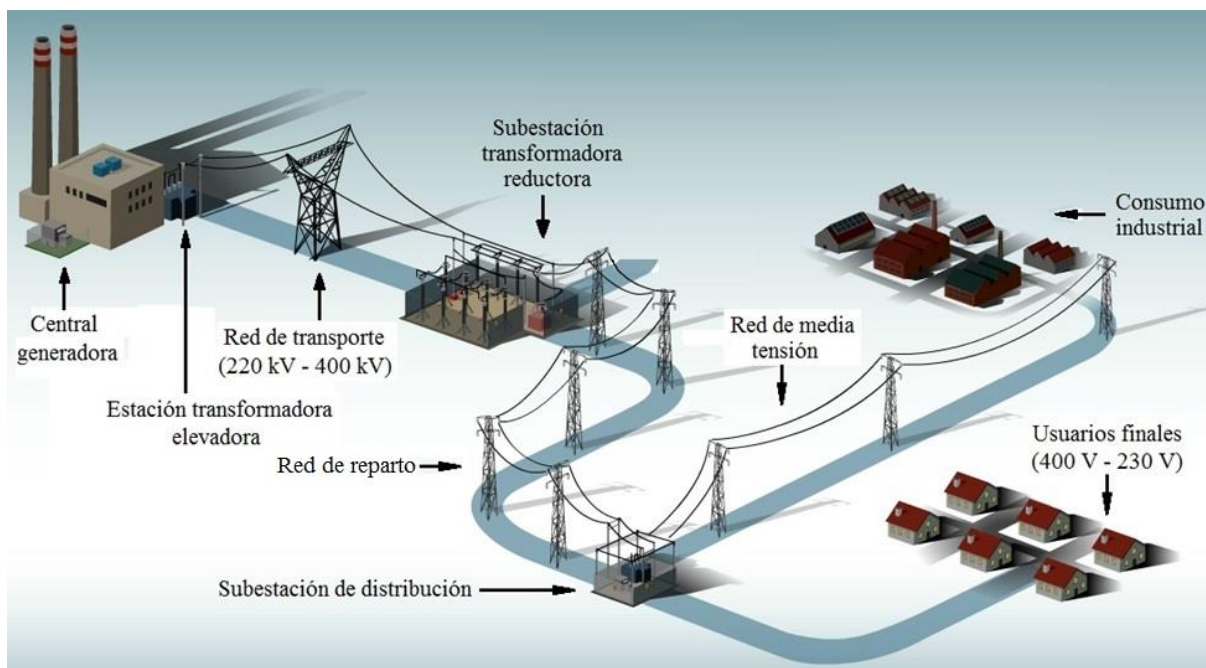 Subestación
transformadora
reductora
Consumo
industrial
Central
generadora
Red de transporte
(220 kV - 400 kV)
Red de media
tensión
Estación transformadora
elevadora
Red de reparto
Usuarios finales
(400 V - 230 V)
Subestación de distribución